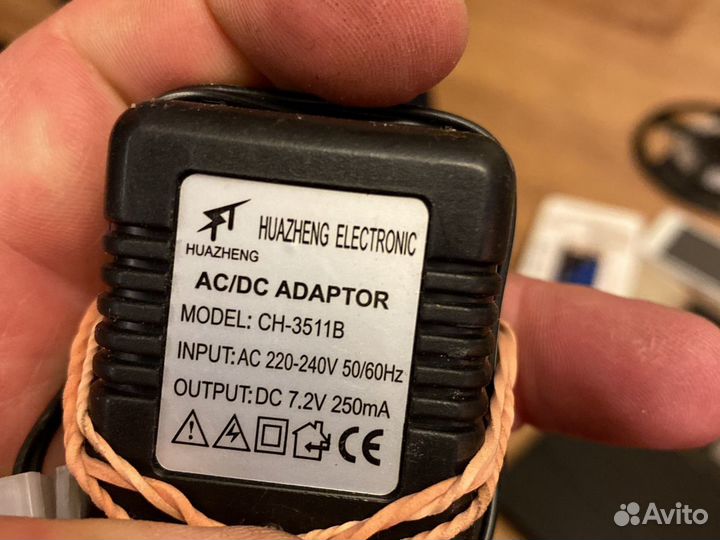 HUAZHENG ELECTRONIC
HUAZHENG
AC/DC ADAPTOR
MODEL: CH-3511B
INPUT: AC 220-240V 50/60Hz
OUTPUT: DC 7.2V 250mA
CE
Avito